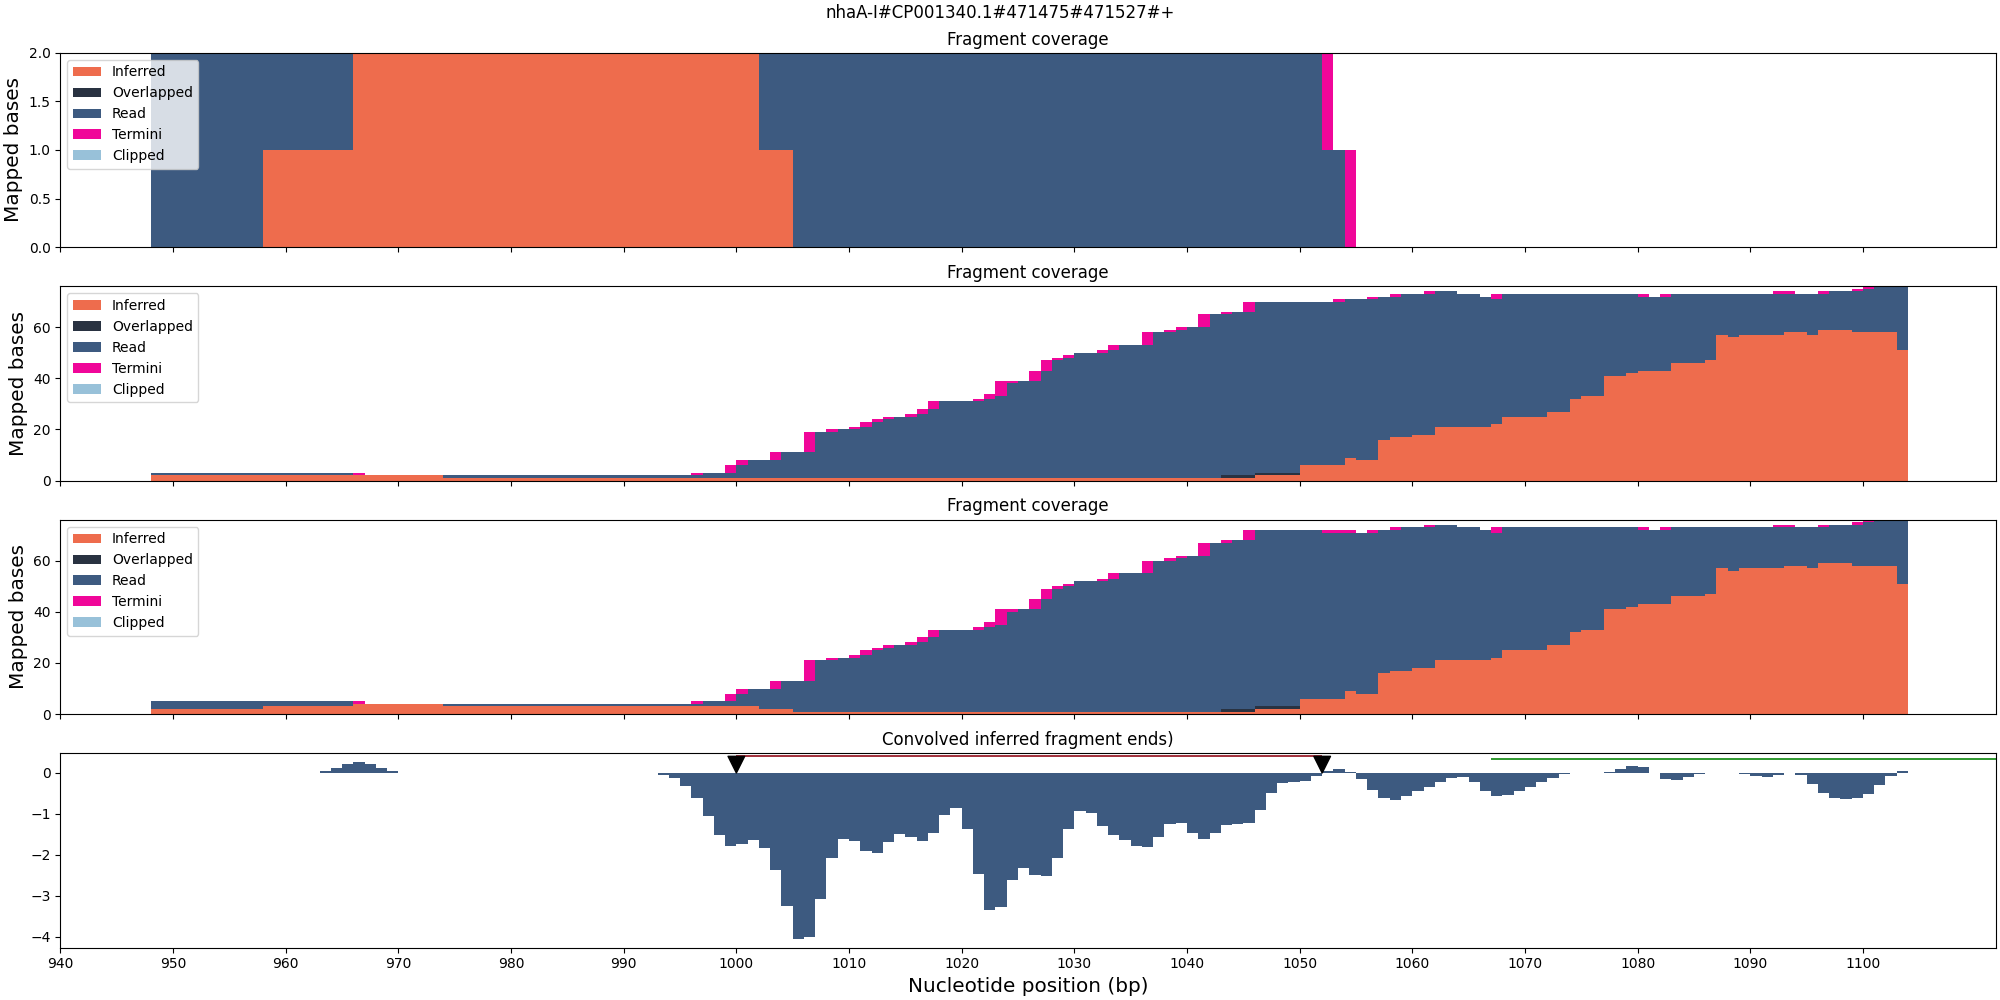 nhaA-I#CP001340.1#471475#471527#+
Fragment coverage
Mapped bases
2.0
1.5
1.0
0.5
0.0
Inferred
Overlapped
Read
Termini
Clipped
Fragment coverage
Mapped bases
60
40
20
0
Inferred
Overlapped
Read
Termini
Clipped
Fragment coverage
Mapped bases
60
40
20
0
Inferred
Overlapped
Read
Termini
Clipped
Convolved inferred fragment ends)
0
−1
−2
−3
−4
940 950 960 970 980 990 1000 1010 1020 1030 1040 1050 1060 1070 1080 1090 1100
Nucleotide position (bp)